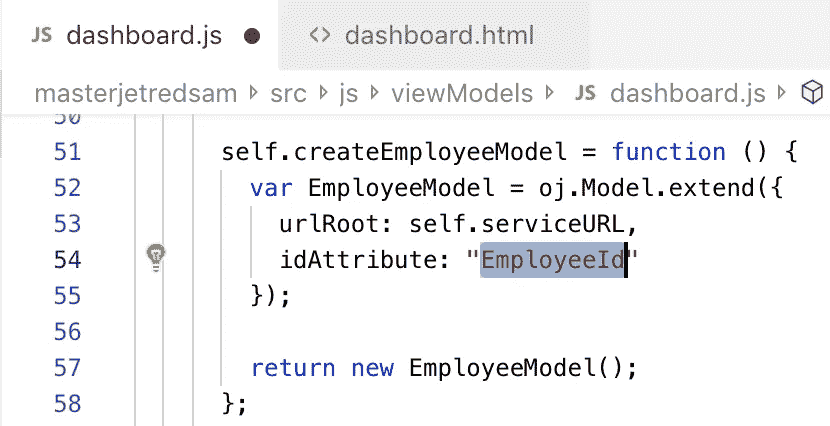 JS dashboard.js ● <> dashboard.html
masterjetredsam > src > js > viewModels > JS dashboard.js >
50
51 self.createEmployeeModel = function () {
52 var EmployeeModel = oj.Model.extend({
53 urlRoot: self.serviceURL,
54 idAttribute: "EmployeeId"
55 });
56
57 return new EmployeeModel();
58 };